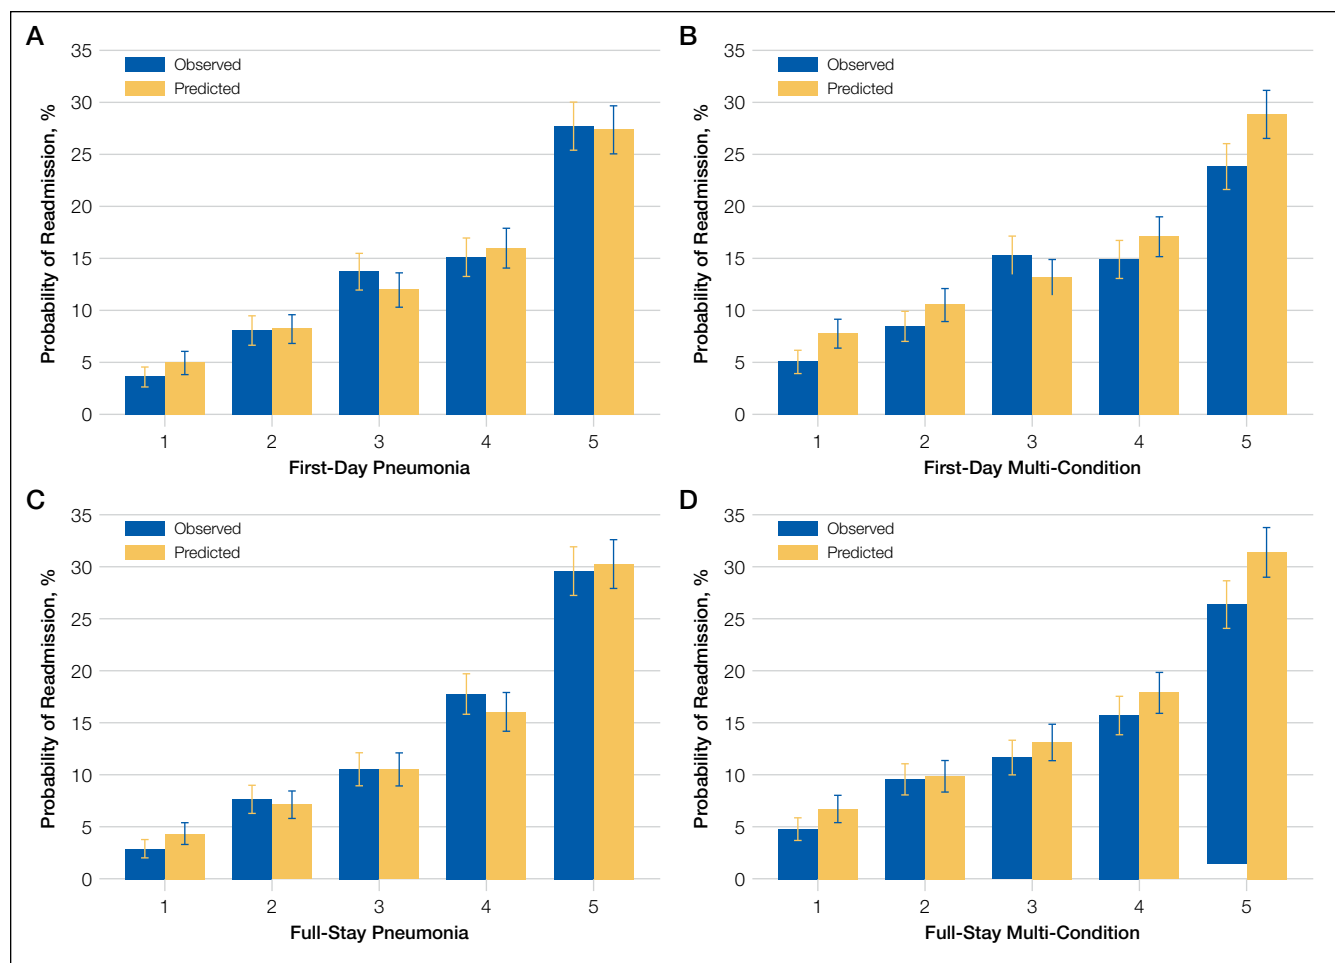 A
Probability of Readmission, %
35
30
25
20
15
10
5
0
Observed
Predicted
1 2 3 4 5
First-Day Pneumonia
B
Probability of Readmission, %
35
30
25
20
15
10
5
0
Observed
Predicted
1 2 3 4 5
First-Day Multi-Condition
C
Probability of Readmission, %
35
30
25
20
15
10
5
0
Observed
Predicted
1 2 3 4 5
Full-Stay Pneumonia
D
Probability of Readmission, %
35
30
25
20
15
10
5
0
Observed
Predicted
1 2 3 4 5
Full-Stay Multi-Condition